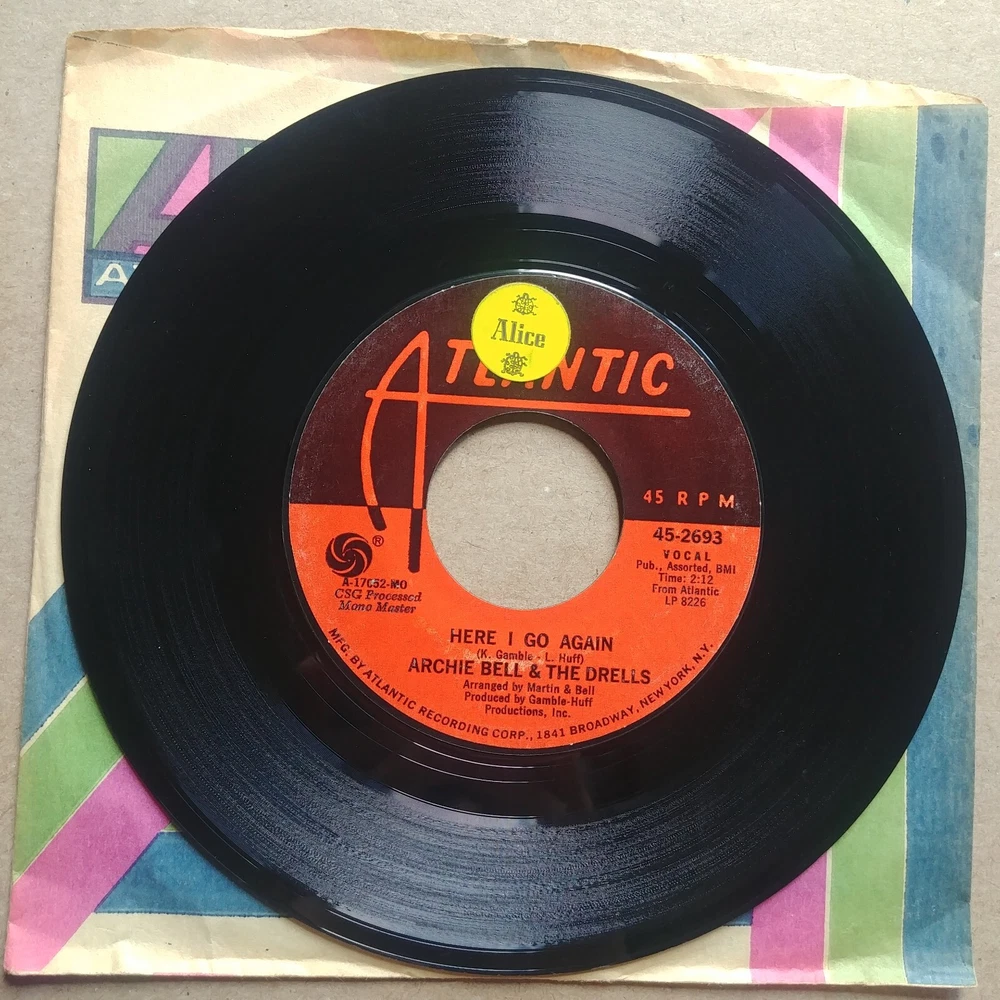 Alice
ATLANTIC
45 RPM
45-2693
VOCAL
Pub., Assorted, BMI
Time: 2:12
From Atlantic
LP 8226
®
A-17052-MO
CSG Processed
Mono Master
HERE I GO AGAIN
(K. Gamble - L. Huff)
ARCHIE BELL & THE DRELLS
Arranged by Martin & Bell
Produced by Gamble-Huff
Productions, Inc.
MFG. BY ATLANTIC RECORDING CORP., 1841 BROADWAY, NEW YORK, N.Y.